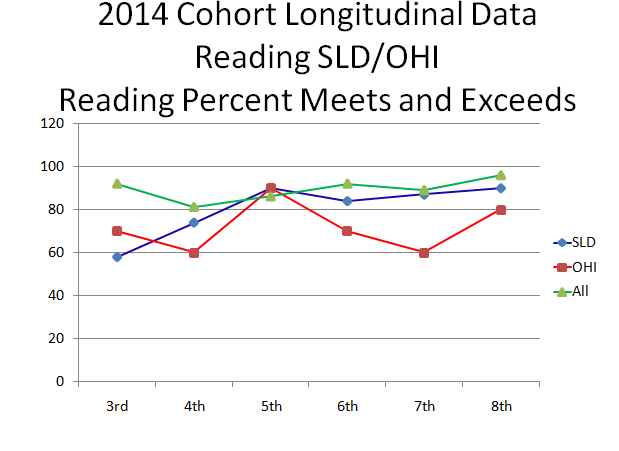 2014 Cohort Longitudinal Data
Reading SLD/OHI
Reading Percent Meets and Exceeds
120
100
80
60
40
20
0
3rd 4th 5th 6th 7th 8th
SLD
OHI
All